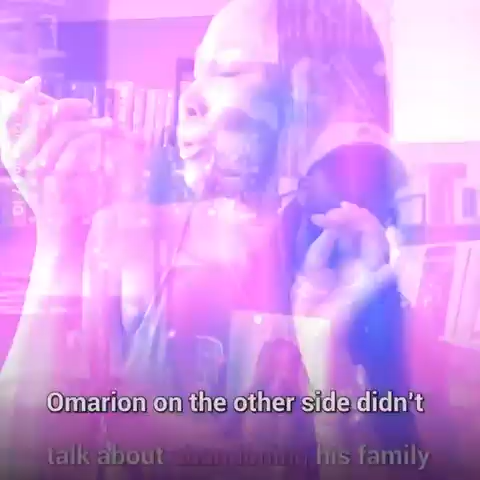 Omarion on the other side didn't
talk about his family